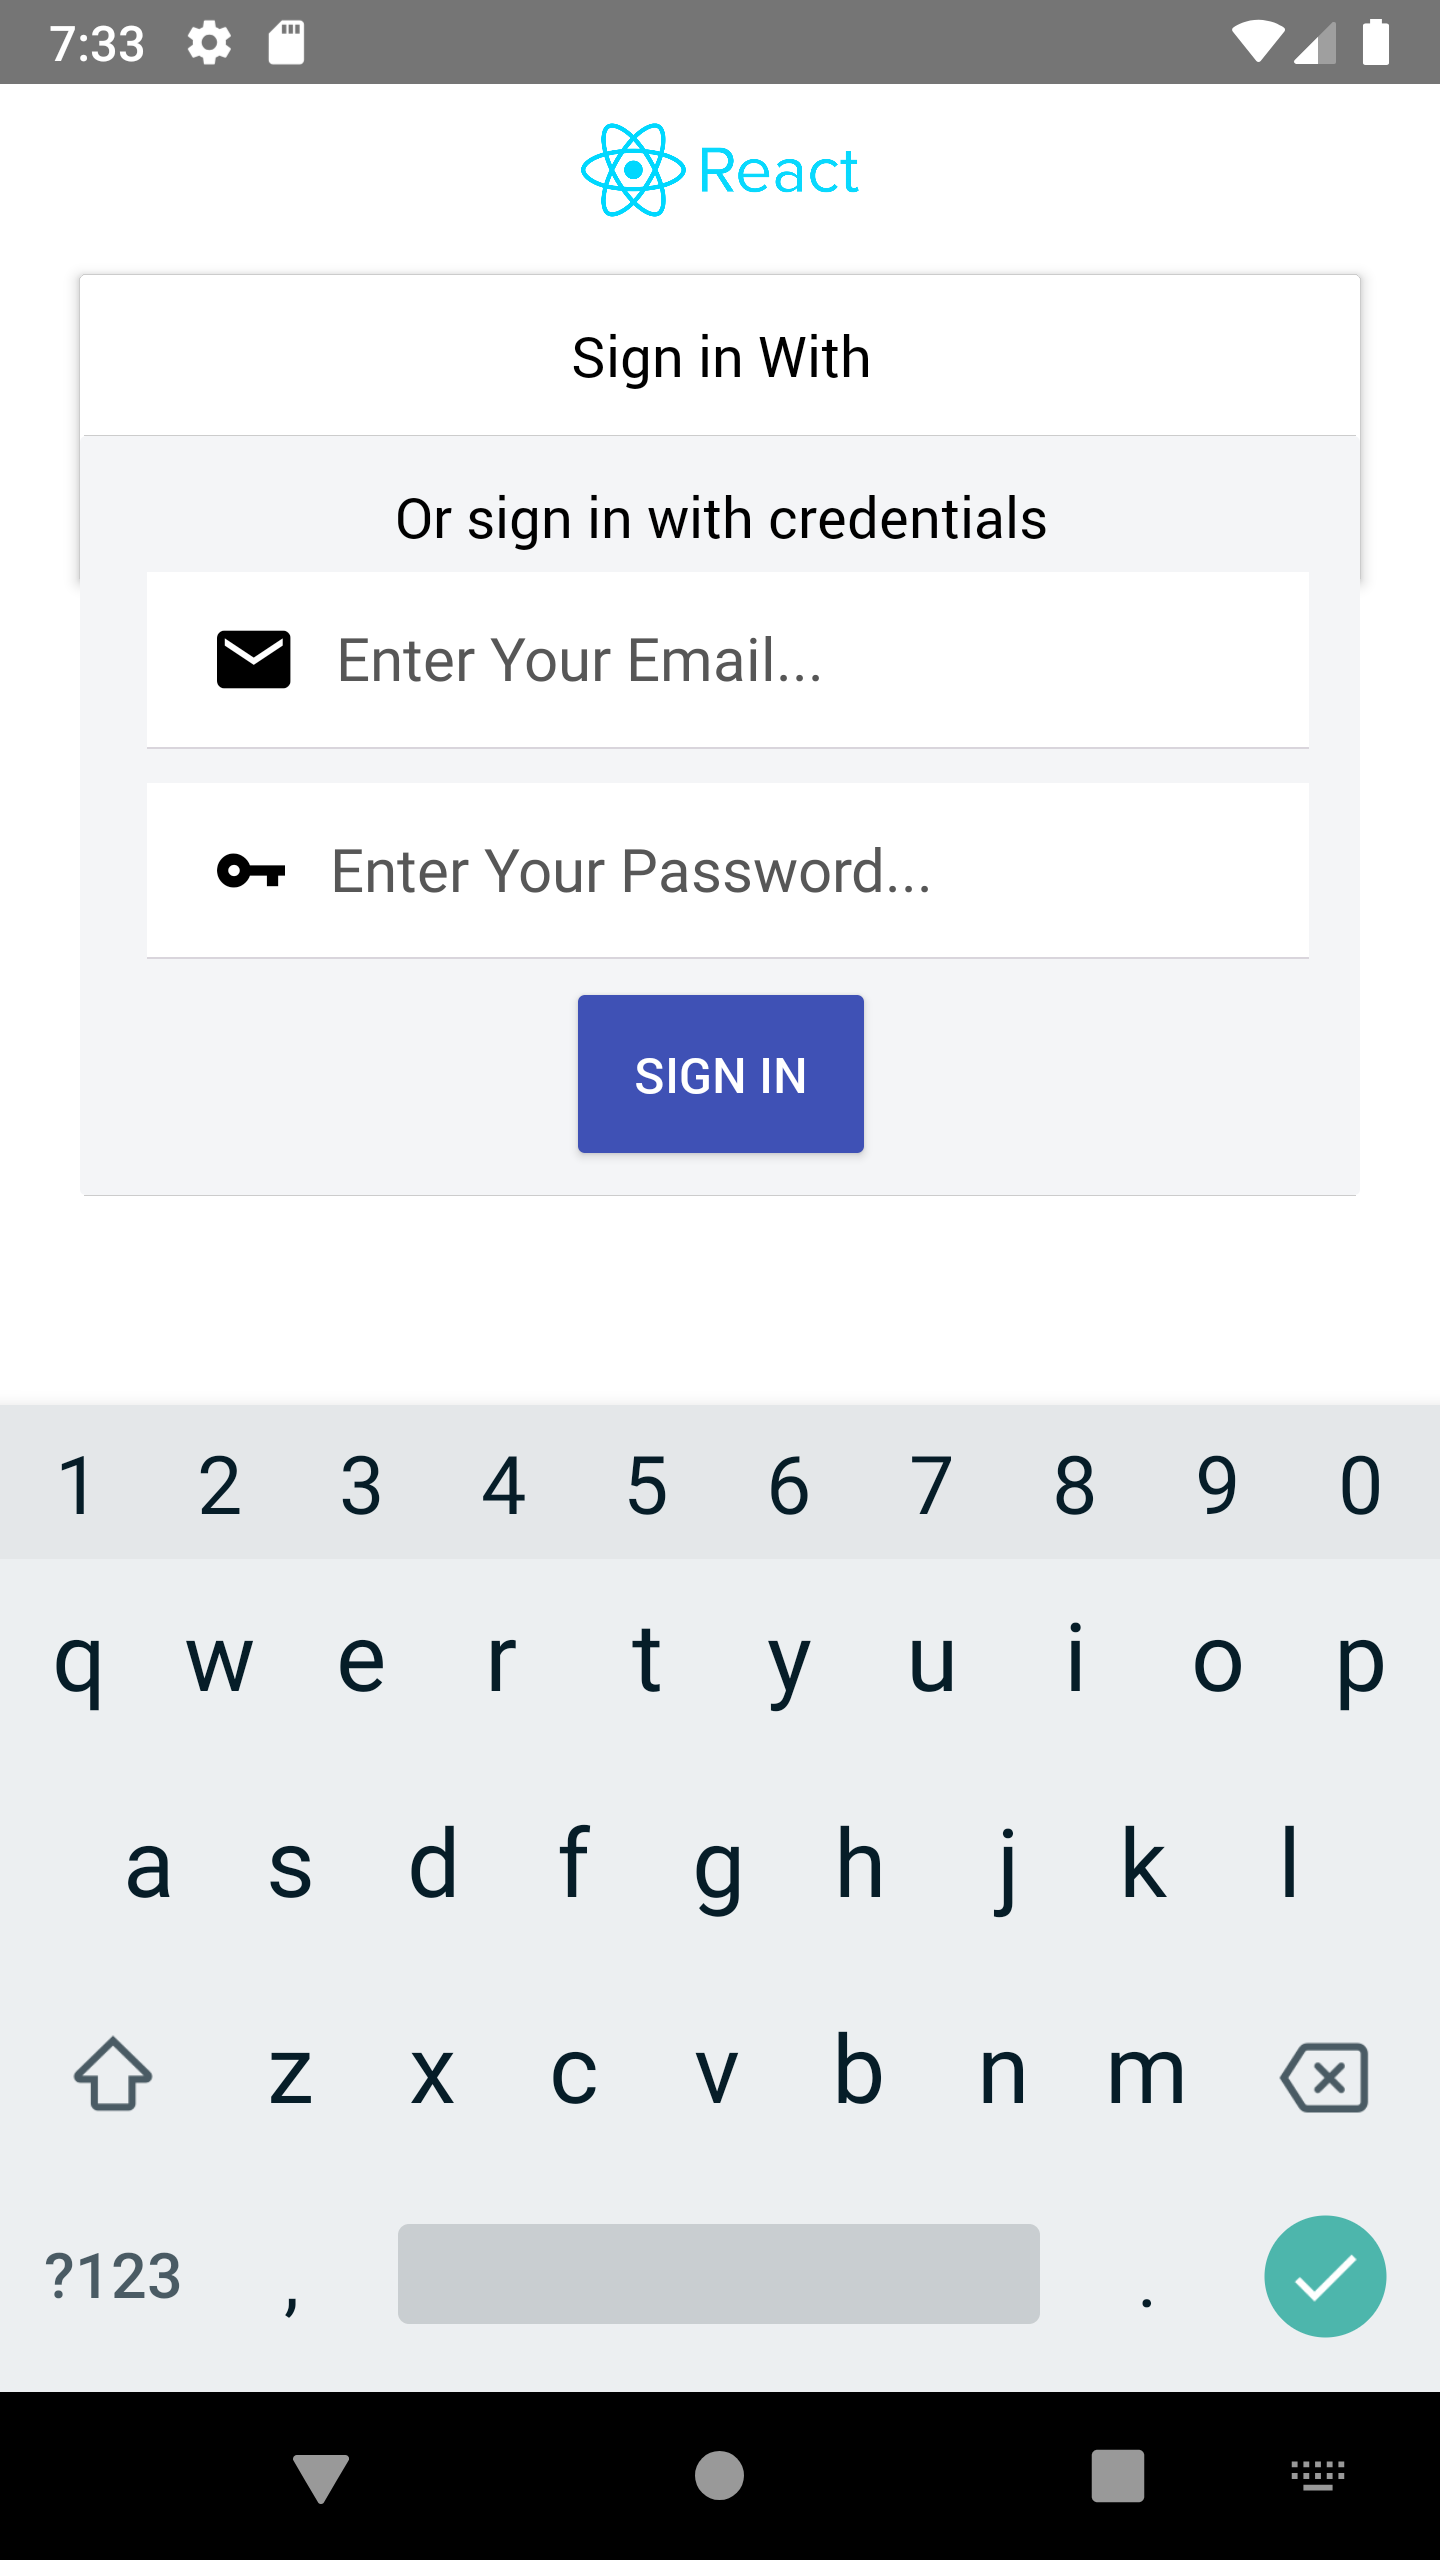 7:33
React
Sign in With
Or sign in with credentials
Enter Your Email...
Enter Your Password...
SIGN IN
1 2 3 4 5 6 7 8 9 0
q w e r t y u i o p
a s d f g h j k l
z x c v b n m
?123 , .